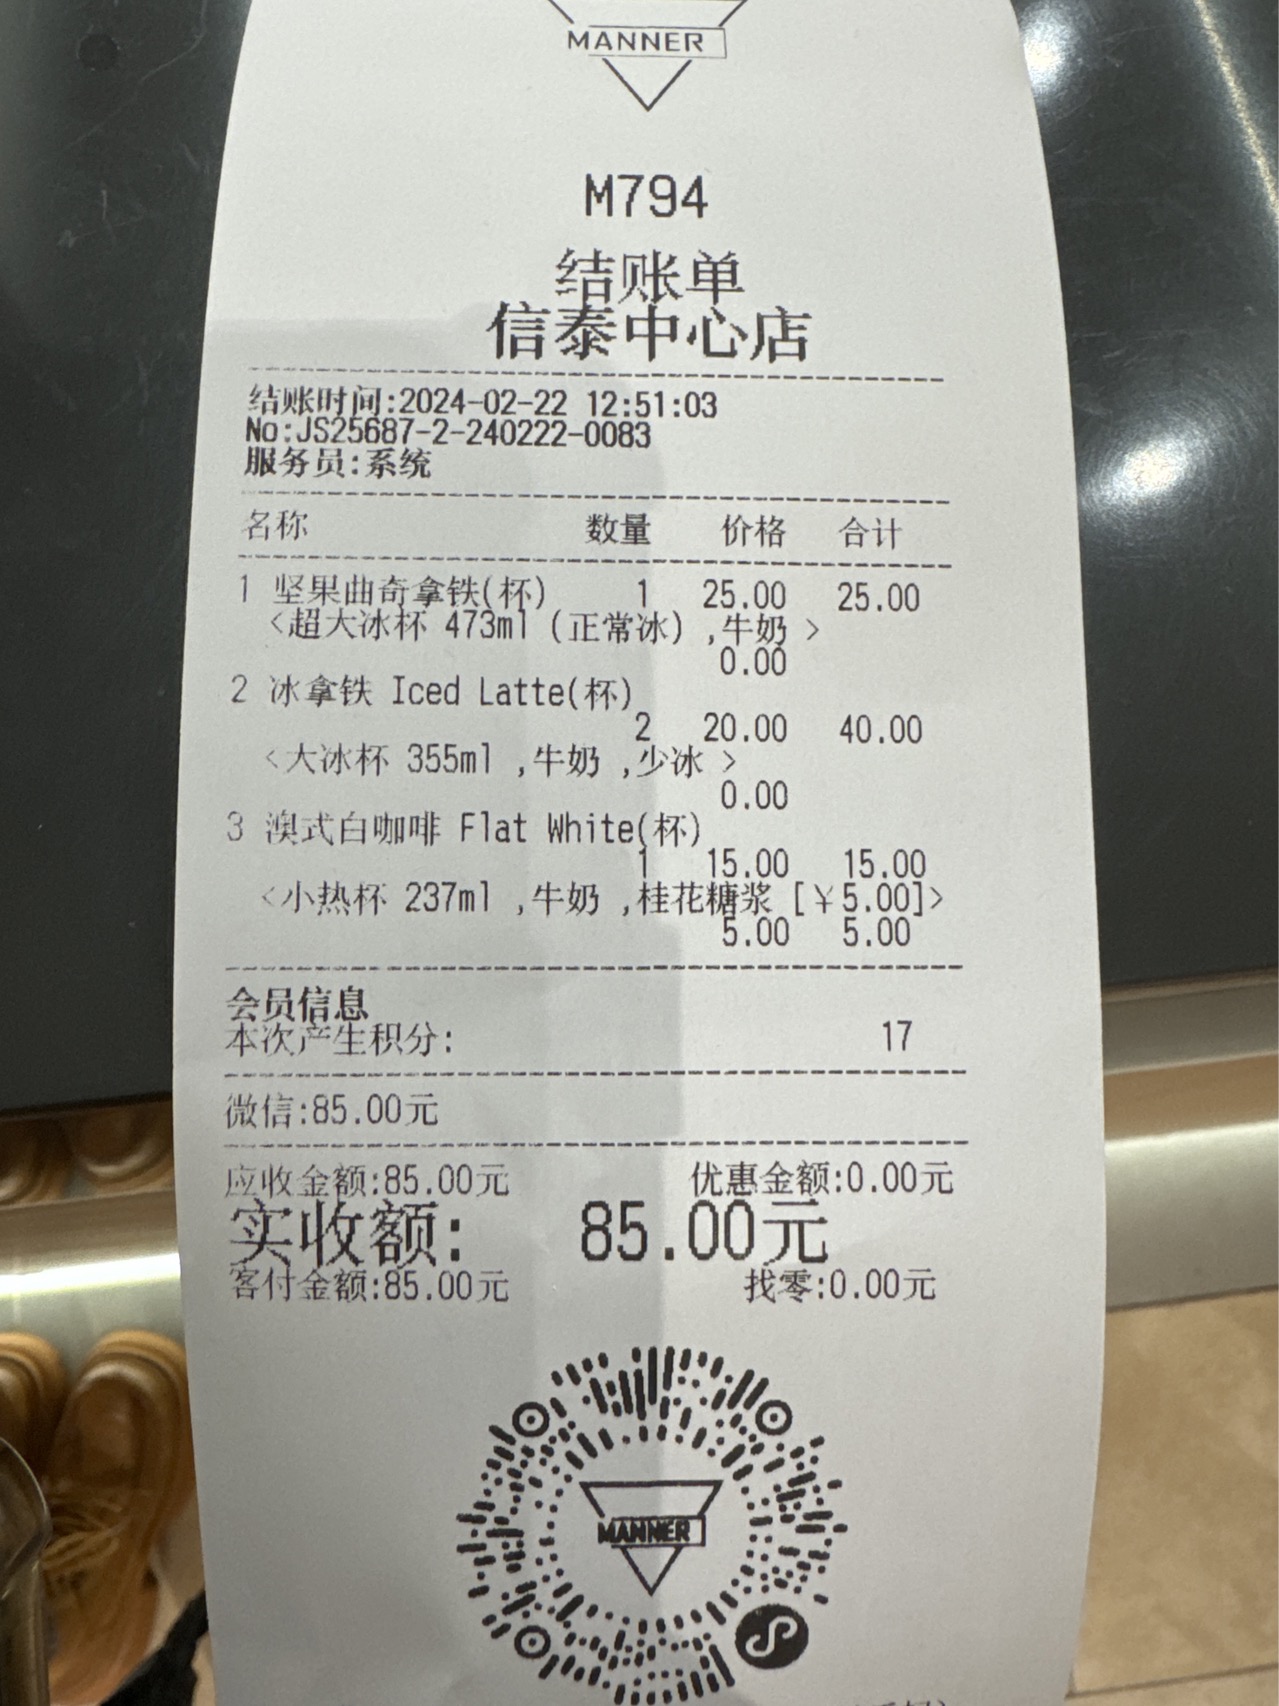 MANNER
M794
结账单
信泰中心店
结账时间:2024-02-22 12:51:03
No:JS25687-2-240222-0083
服务员:系统
名称 数量 价格 合计
1 坚果曲奇拿铁(杯) 1 25.00 25.00
<超大冰杯 473ml (正常冰) ,牛奶 >
0.00
2 冰拿铁 Iced Latte(杯)
2 20.00 40.00
<大冰杯 355ml ,牛奶 ,少冰 >
0.00
3 澳式白咖啡 Flat White(杯)
1 15.00 15.00
<小热杯 237ml ,牛奶 ,桂花糖浆 [¥5.00]>
5.00 5.00
会员信息
本次产生积分: 17
微信:85.00元
应收金额:85.00元 优惠金额:0.00元
实收额: 85.00元
客付金额:85.00元 找零:0.00元
MANNER